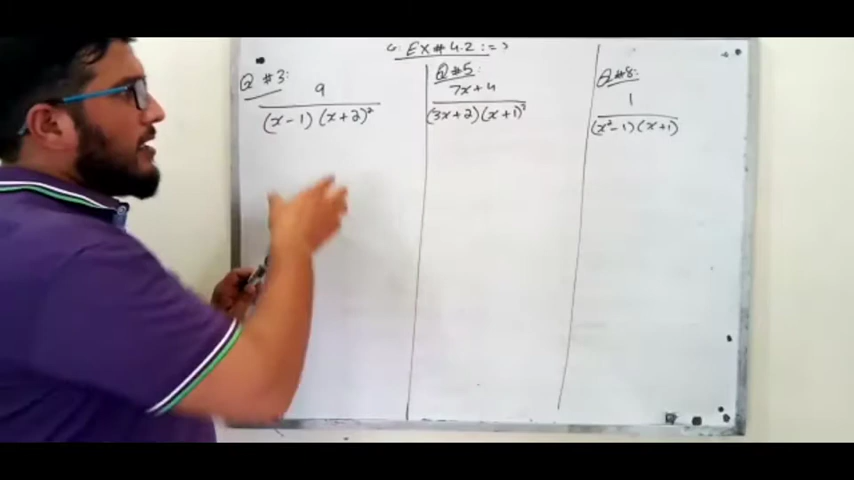 Ex # 4.2 :=>
Q #3:
9
(x-1) (x+2)²
Q #5:
7x+4
(3x+2)(x+1)²
Q #8:
1
(x²-1)(x+1)